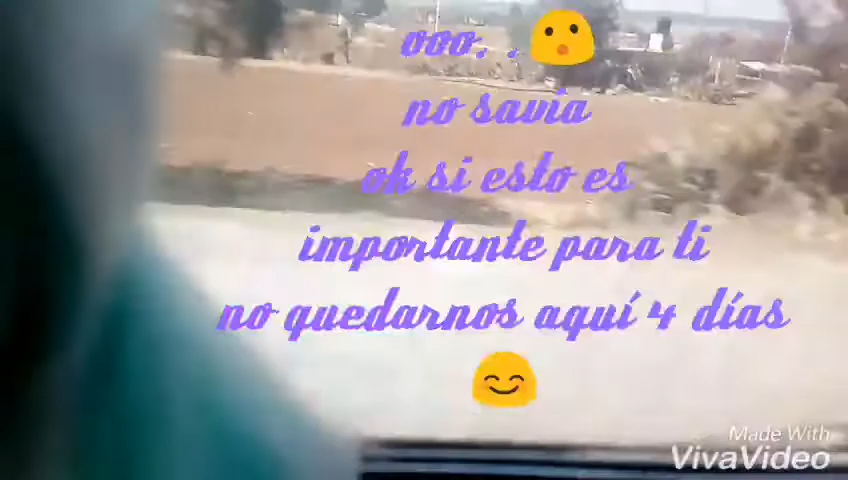 ooo. . 😮
no savia
ok si esto es
importante para ti
no quedarnos aquí 4 días
😊
Made With
VivaVideo